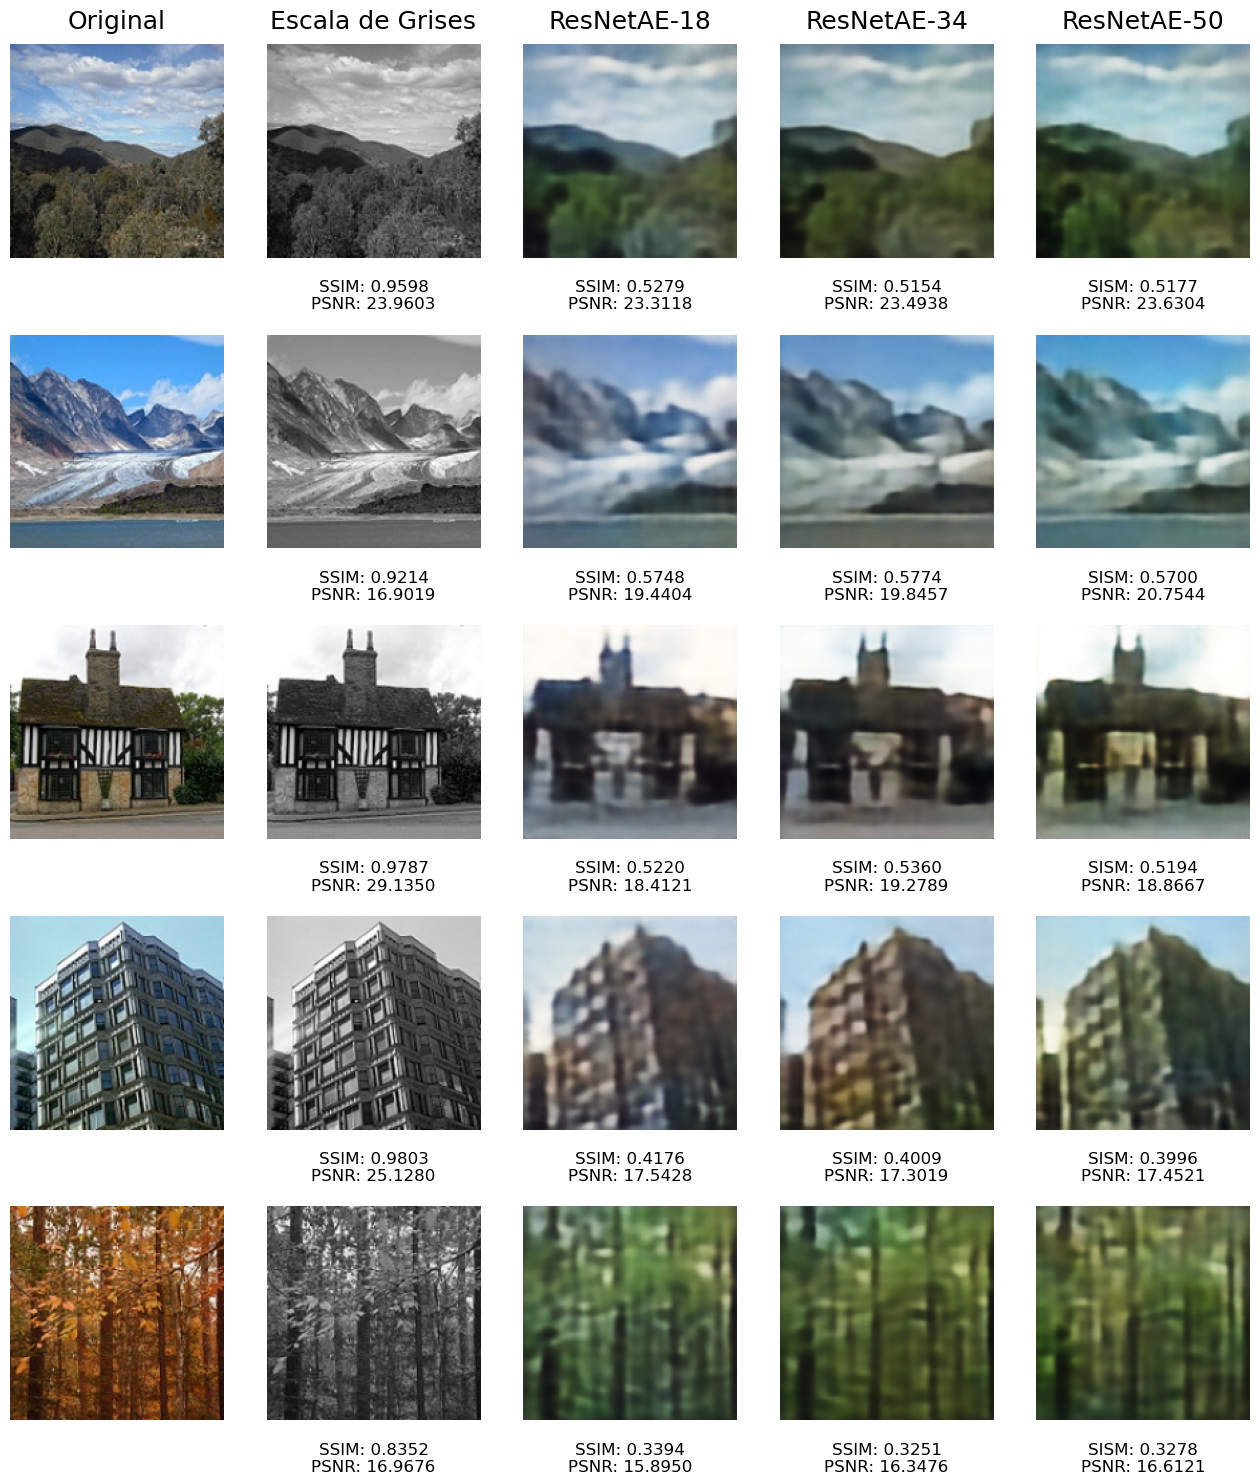 Original Escala de Grises ResNetAE-18 ResNetAE-34 ResNetAE-50
SSIM: 0.9598 SSIM: 0.5279 SSIM: 0.5154 SISM: 0.5177
PSNR: 23.9603 PSNR: 23.3118 PSNR: 23.4938 PSNR: 23.6304
SSIM: 0.9214 SSIM: 0.5748 SSIM: 0.5774 SISM: 0.5700
PSNR: 16.9019 PSNR: 19.4404 PSNR: 19.8457 PSNR: 20.7544
SSIM: 0.9787 SSIM: 0.5220 SSIM: 0.5360 SISM: 0.5194
PSNR: 29.1350 PSNR: 18.4121 PSNR: 19.2789 PSNR: 18.8667
SSIM: 0.9803 SSIM: 0.4176 SSIM: 0.4009 SISM: 0.3996
PSNR: 25.1280 PSNR: 17.5428 PSNR: 17.3019 PSNR: 17.4521
SSIM: 0.8352 SSIM: 0.3394 SSIM: 0.3251 SISM: 0.3278
PSNR: 16.9676 PSNR: 15.8950 PSNR: 16.3476 PSNR: 16.6121